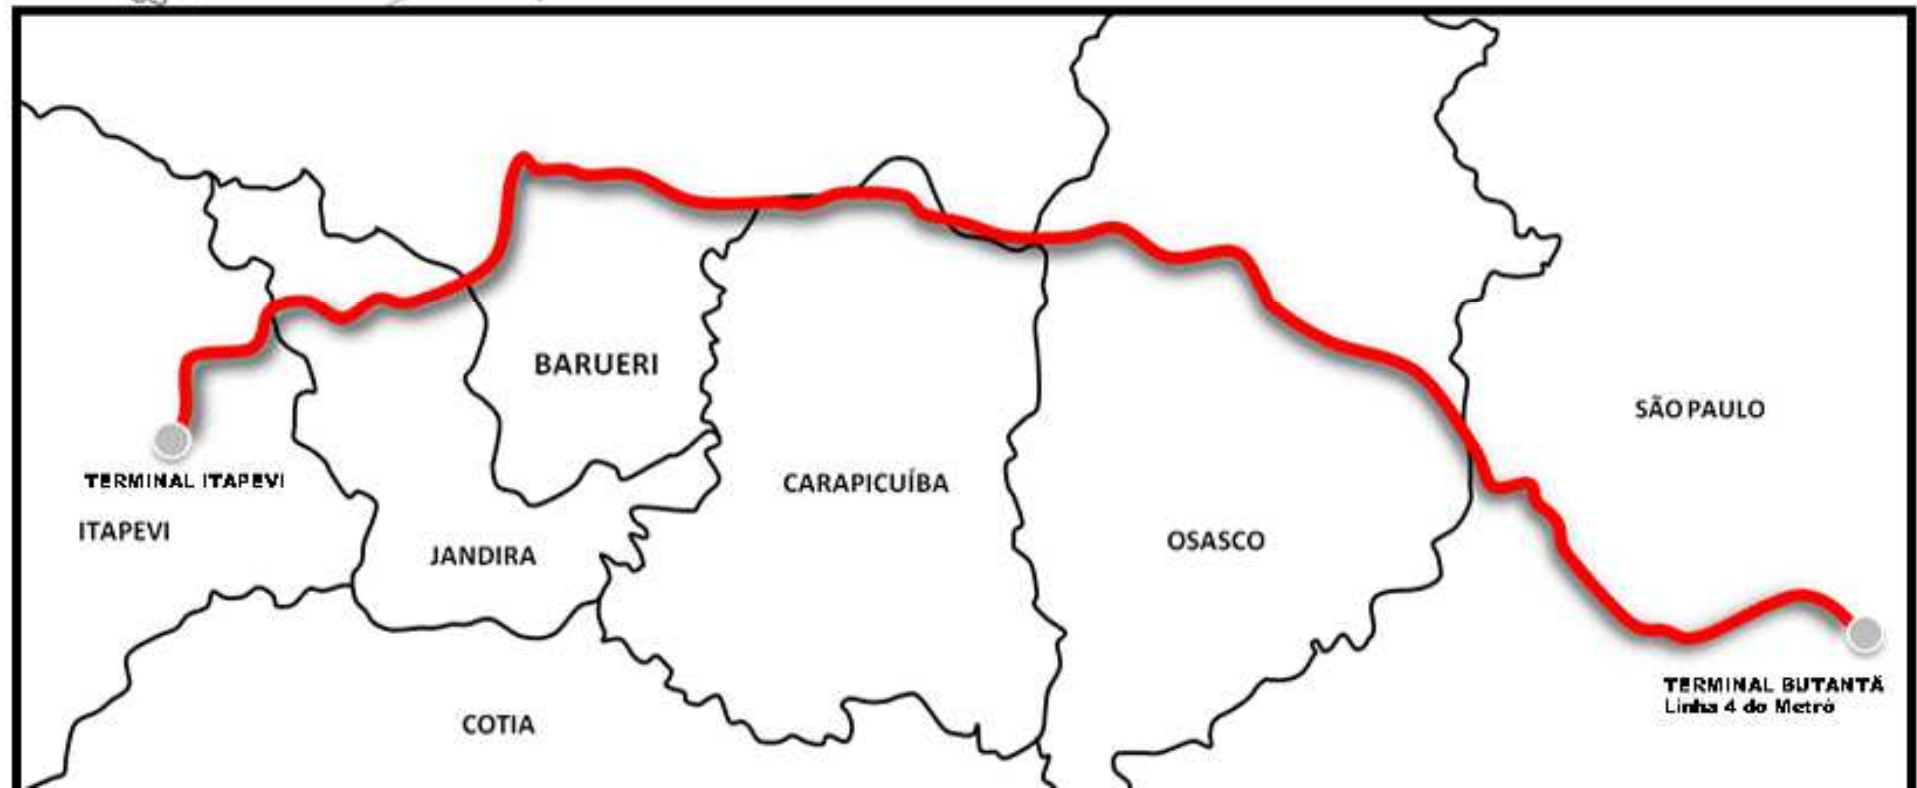 BARUERI
SÃO PAULO
TERMINAL ITAPEVI
CARAPICUÍBA
ITAPEVI
OSASCO
JANDIRA
TERMINAL BUTANTÃ
Linha 4 do Metrô
COTIA